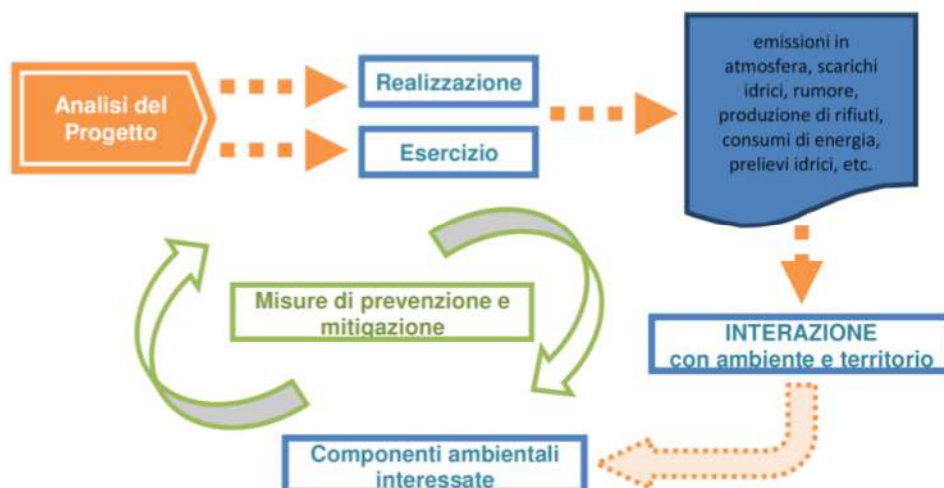 Analisi del
Progetto
Realizzazione
Esercizio
emissioni in
atmosfera, scarichi
idrici, rumore,
produzione di rifiuti,
consumi di energia,
prelievi idrici, etc.
Misure di prevenzione e
mitigazione
INTERAZIONE
con ambiente e territorio
Componenti ambientali
interessate